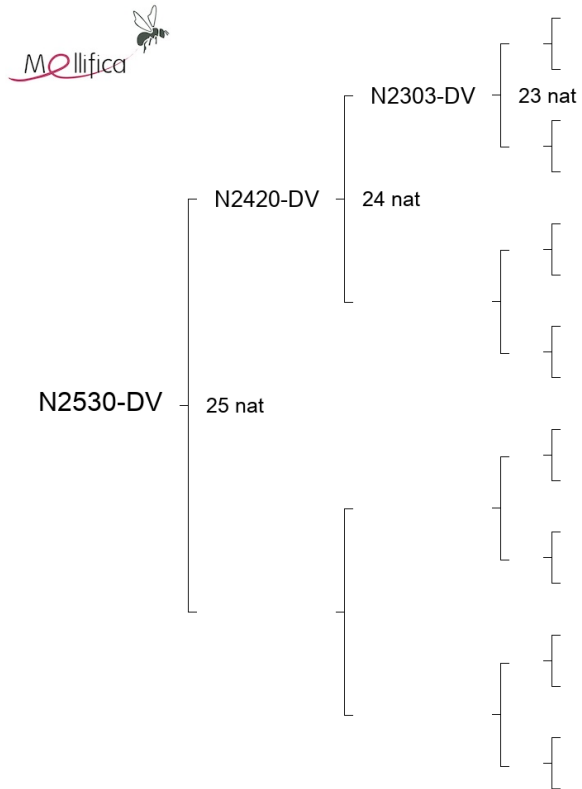 Mellifica
N2303-DV
23 nat
N2420-DV
24 nat
N2530-DV
25 nat